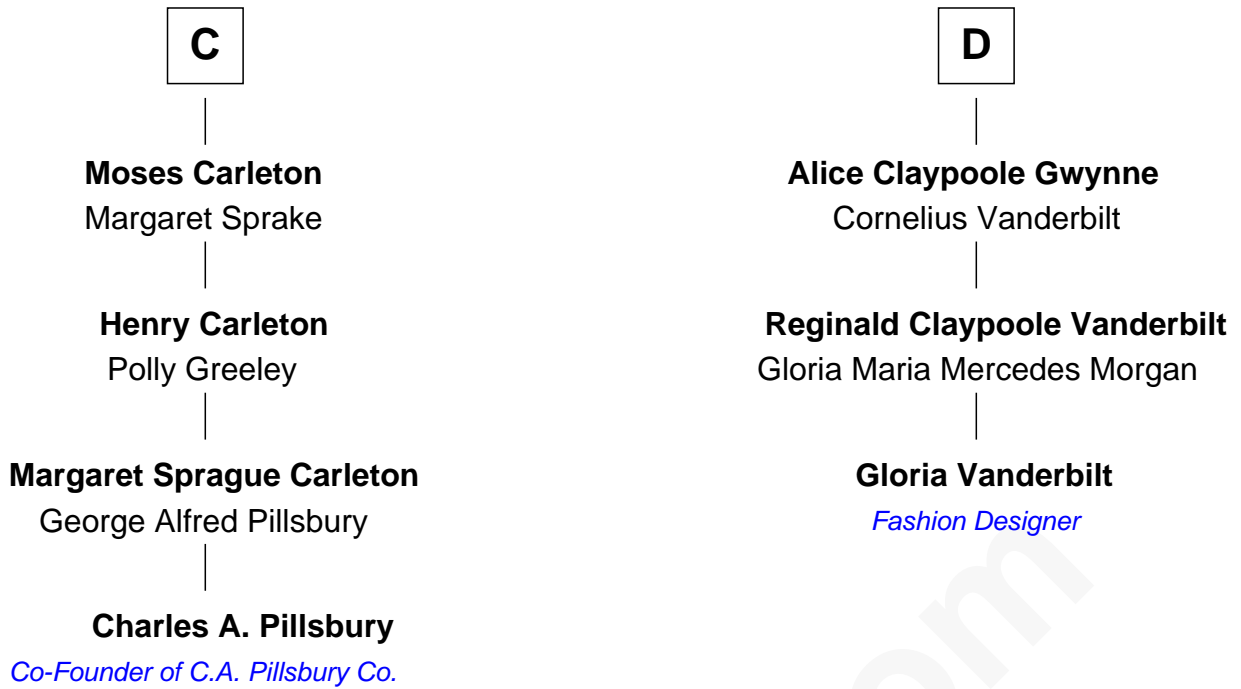 C
Moses Carleton
Margaret Sprake
Henry Carleton
Polly Greeley
Margaret Sprague Carleton
George Alfred Pillsbury
Charles A. Pillsbury
Co-Founder of C.A. Pillsbury Co.
D
Alice Claypoole Gwynne
Cornelius Vanderbilt
Reginald Claypoole Vanderbilt
Gloria Maria Mercedes Morgan
Gloria Vanderbilt
Fashion Designer
om